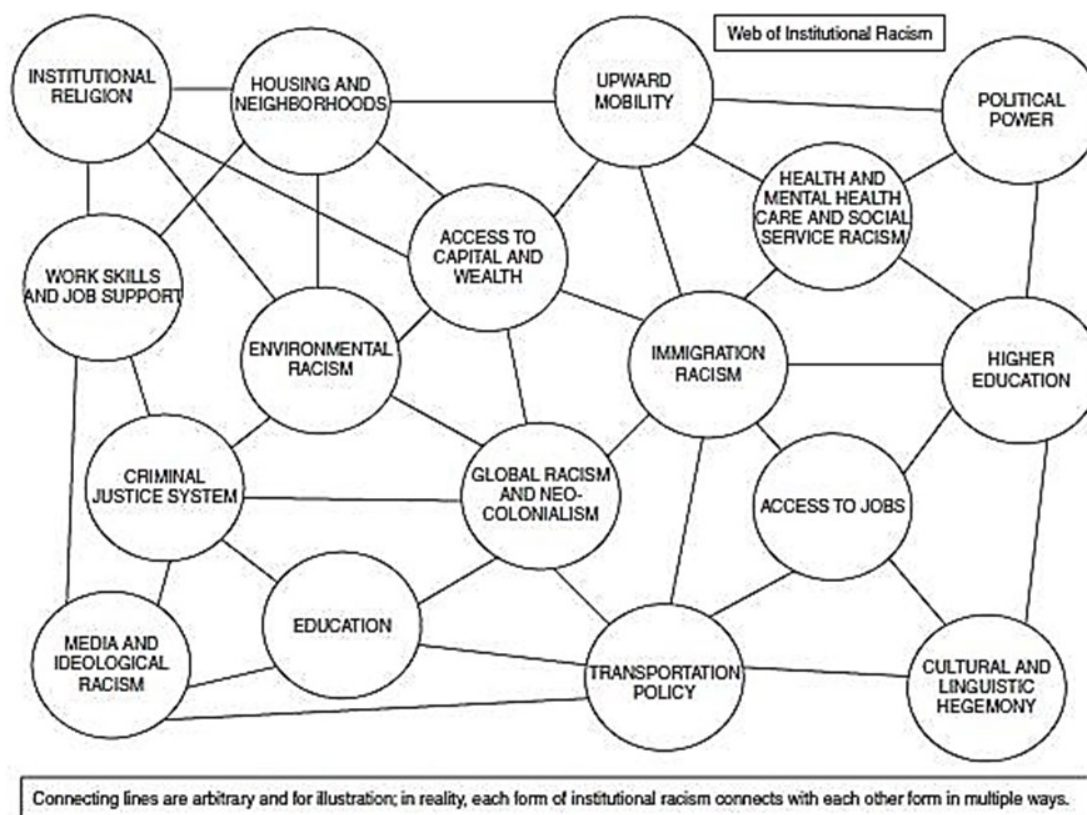 Web of Institutional Racism
INSTITUTIONAL
RELIGION
HOUSING AND
NEIGHBORHOODS
UPWARD
MOBILITY
POLITICAL
POWER
HEALTH AND
MENTAL HEALTH
CARE AND SOCIAL
SERVICE RACISM
WORK SKILLS
AND JOB SUPPORT
ACCESS TO
CAPITAL AND
WEALTH
ENVIRONMENTAL
RACISM
IMMIGRATION
RACISM
HIGHER
EDUCATION
CRIMINAL
JUSTICE SYSTEM
GLOBAL RACISM
AND NEO-
COLONIALISM
ACCESS TO JOBS
EDUCATION
MEDIA AND
IDEOLOGICAL
RACISM
TRANSPORTATION
POLICY
CULTURAL AND
LINGUISTIC
HEGEMONY
Connecting lines are arbitrary and for illustration; in reality, each form of institutional racism connects with each other form in multiple ways.